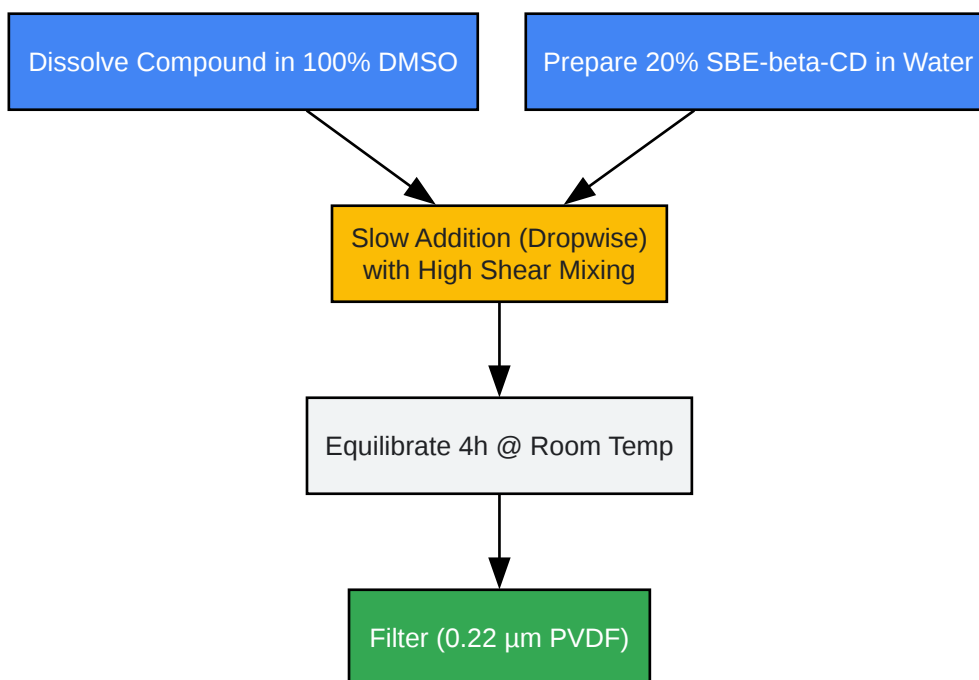 Dissolve Compound in 100% DMSO
Prepare 20% SBE-beta-CD in Water
Slow Addition (Dropwise)
with High Shear Mixing
Equilibrate 4h @ Room Temp
Filter (0.22 µm PVDF)